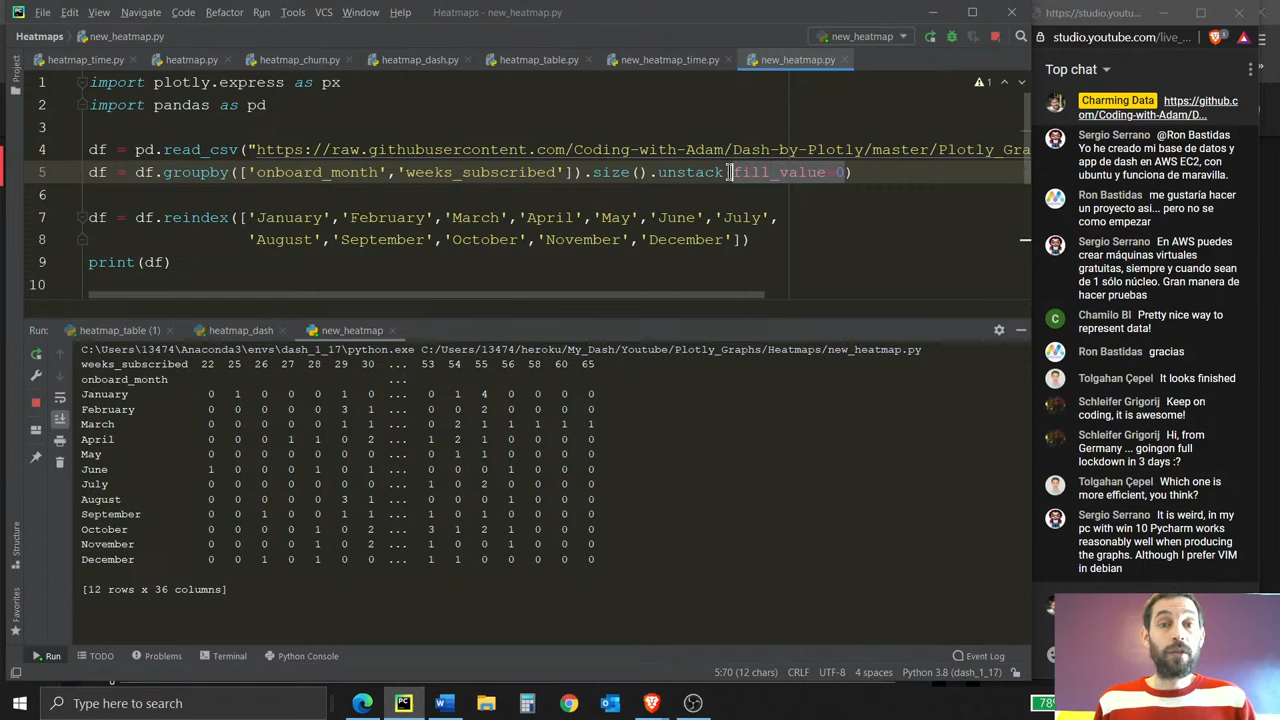 File Edit View Navigate Code Refactor Run Tools VCS Window Help Heatmaps - new_heatmap.py
Heatmaps new_heatmap.py new_heatmap
heatmap_time.py heatmap.py heatmap_churn.py heatmap_dash.py heatmap_table.py new_heatmap_time.py new_heatmap.py
Project
1 import plotly.express as px
2 import pandas as pd
3
4 df = pd.read_csv("https://raw.githubusercontent.com/Coding-with-Adam/Dash-by-Plotly/master/Plotly_Gra
5 df = df.groupby(['onboard_month','weeks_subscribed']).size().unstack(fill_value=0)
6
7 df = df.reindex(['January','February','March','April','May','June','July',
8 'August','September','October','November','December'])
9 print(df)
10
1
Run: heatmap_table (1) heatmap_dash new_heatmap
C:\Users\13474\Anaconda3\envs\dash_1_17\python.exe C:/Users/13474/heroku/My_Dash/Youtube/Plotly_Graphs/Heatmaps/new_heatmap.py
weeks_subscribed 22 25 26 27 28 29 30 ... 53 54 55 56 58 60 65
onboard_month ...
January 0 1 0 0 0 1 0 ... 0 1 4 0 0 0 0
February 0 0 0 0 0 3 1 ... 0 0 2 0 0 0 0
March 0 0 0 0 0 1 1 ... 0 2 1 1 1 1 1
April 0 0 0 1 1 0 2 ... 1 2 1 0 0 0 0
May 0 0 0 0 0 0 0 ... 0 1 1 0 0 0 0
June 1 0 0 0 1 0 1 ... 0 0 0 1 0 0 0
July 0 0 0 0 0 0 0 ... 0 1 2 0 0 0 0
August 0 0 0 0 0 3 1 ... 0 0 0 1 0 0 0
September 0 0 1 0 0 1 1 ... 1 0 1 0 0 0 0
October 0 0 0 0 1 0 2 ... 3 1 2 1 0 0 0
November 0 0 0 0 1 0 2 ... 1 0 0 1 0 0 0
December 0 0 1 0 1 0 0 ... 1 1 0 0 0 0 0
[12 rows x 36 columns]
Structure
Favorites
Run TODO Problems Terminal Python Console Event Log
5:70 (12 chars) CRLF UTF-8 4 spaces Python 3.8 (dash_1_17)
Type here to search
78%
https://studio.youtu...
studio.youtube.com/live_... 1
Top chat
Charming Data https://github.c
om/Coding-with-Adam/D...
Sergio Serrano @Ron Bastidas
Yo he creado mi base de datos y
app de dash en AWS EC2, con
ubuntu y funciona de maravilla.
Ron Bastidas me gustaría hacer
un proyecto asi... pero no se
como empezar
Sergio Serrano En AWS puedes
crear máquinas virtuales
gratuitas, siempre y cuando sean
de 1 sólo núcleo. Gran manera de
hacer pruebas
C Chamilo Bl Pretty nice way to
represent data!
Ron Bastidas gracias
Tolgahan Çepel It looks finished
Schleifer Grigorij Keep on
coding, it is awesome!
Schleifer Grigorij Hi, from
Germany ... goingon full
lockdown in 3 days :?
Tolgahan Çepel Which one is
more efficient, you think?
Sergio Serrano It is weird, in my
pc with win 10 Pycharm works
reasonably well when producing
the graphs. Although I prefer VIM
in debian